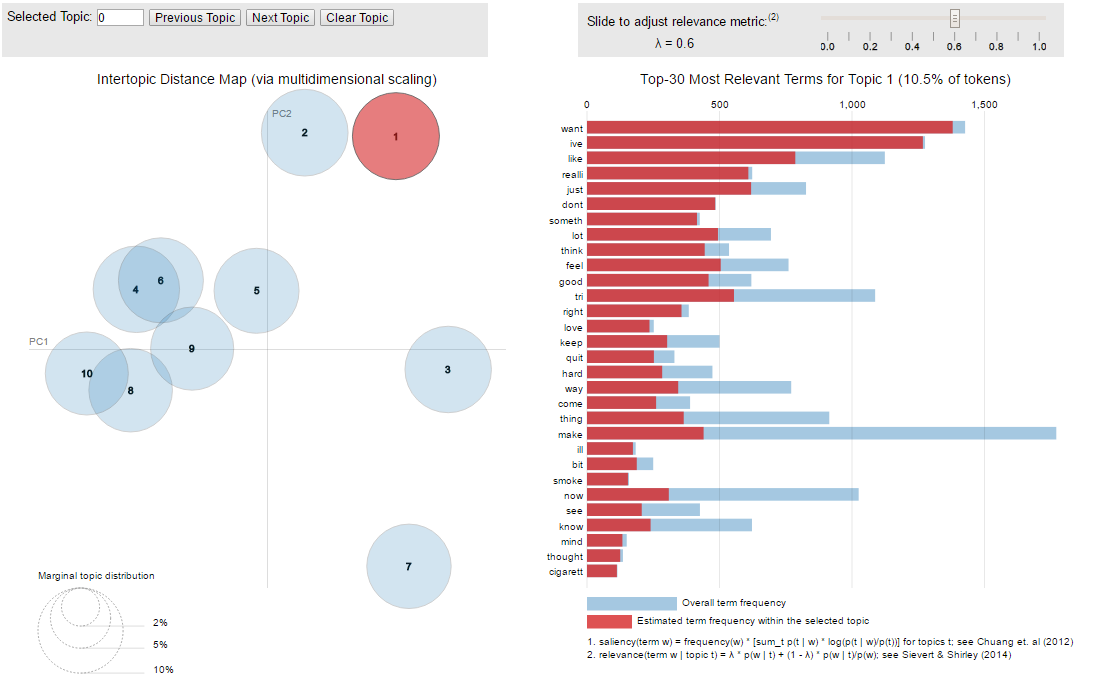 Selected Topic: 0 Previous Topic Next Topic Clear Topic
Slide to adjust relevance metric:(2)
λ = 0.6
0.0 0.2 0.4 0.6 0.8 1.0
Intertopic Distance Map (via multidimensional scaling)
PC2
2
1
6
4
5
PC1
9
3
10
8
7
Marginal topic distribution
2%
5%
10%
Top-30 Most Relevant Terms for Topic 1 (10.5% of tokens)
0 500 1,000 1,500
want
ive
like
realli
just
dont
someth
lot
think
feel
good
tri
right
love
keep
quit
hard
way
come
thing
make
ill
bit
smoke
now
see
know
mind
thought
cigarett
Overall term frequency
Estimated term frequency within the selected topic
1. saliency(term w) = frequency(w) * [sum_t p(t | w) * log(p(t | w)/p(t))] for topics t; see Chuang et. al (2012)
2. relevance(term w | topic t) = λ * p(w | t) + (1 - λ) * p(w | t)/p(w); see Sievert & Shirley (2014)